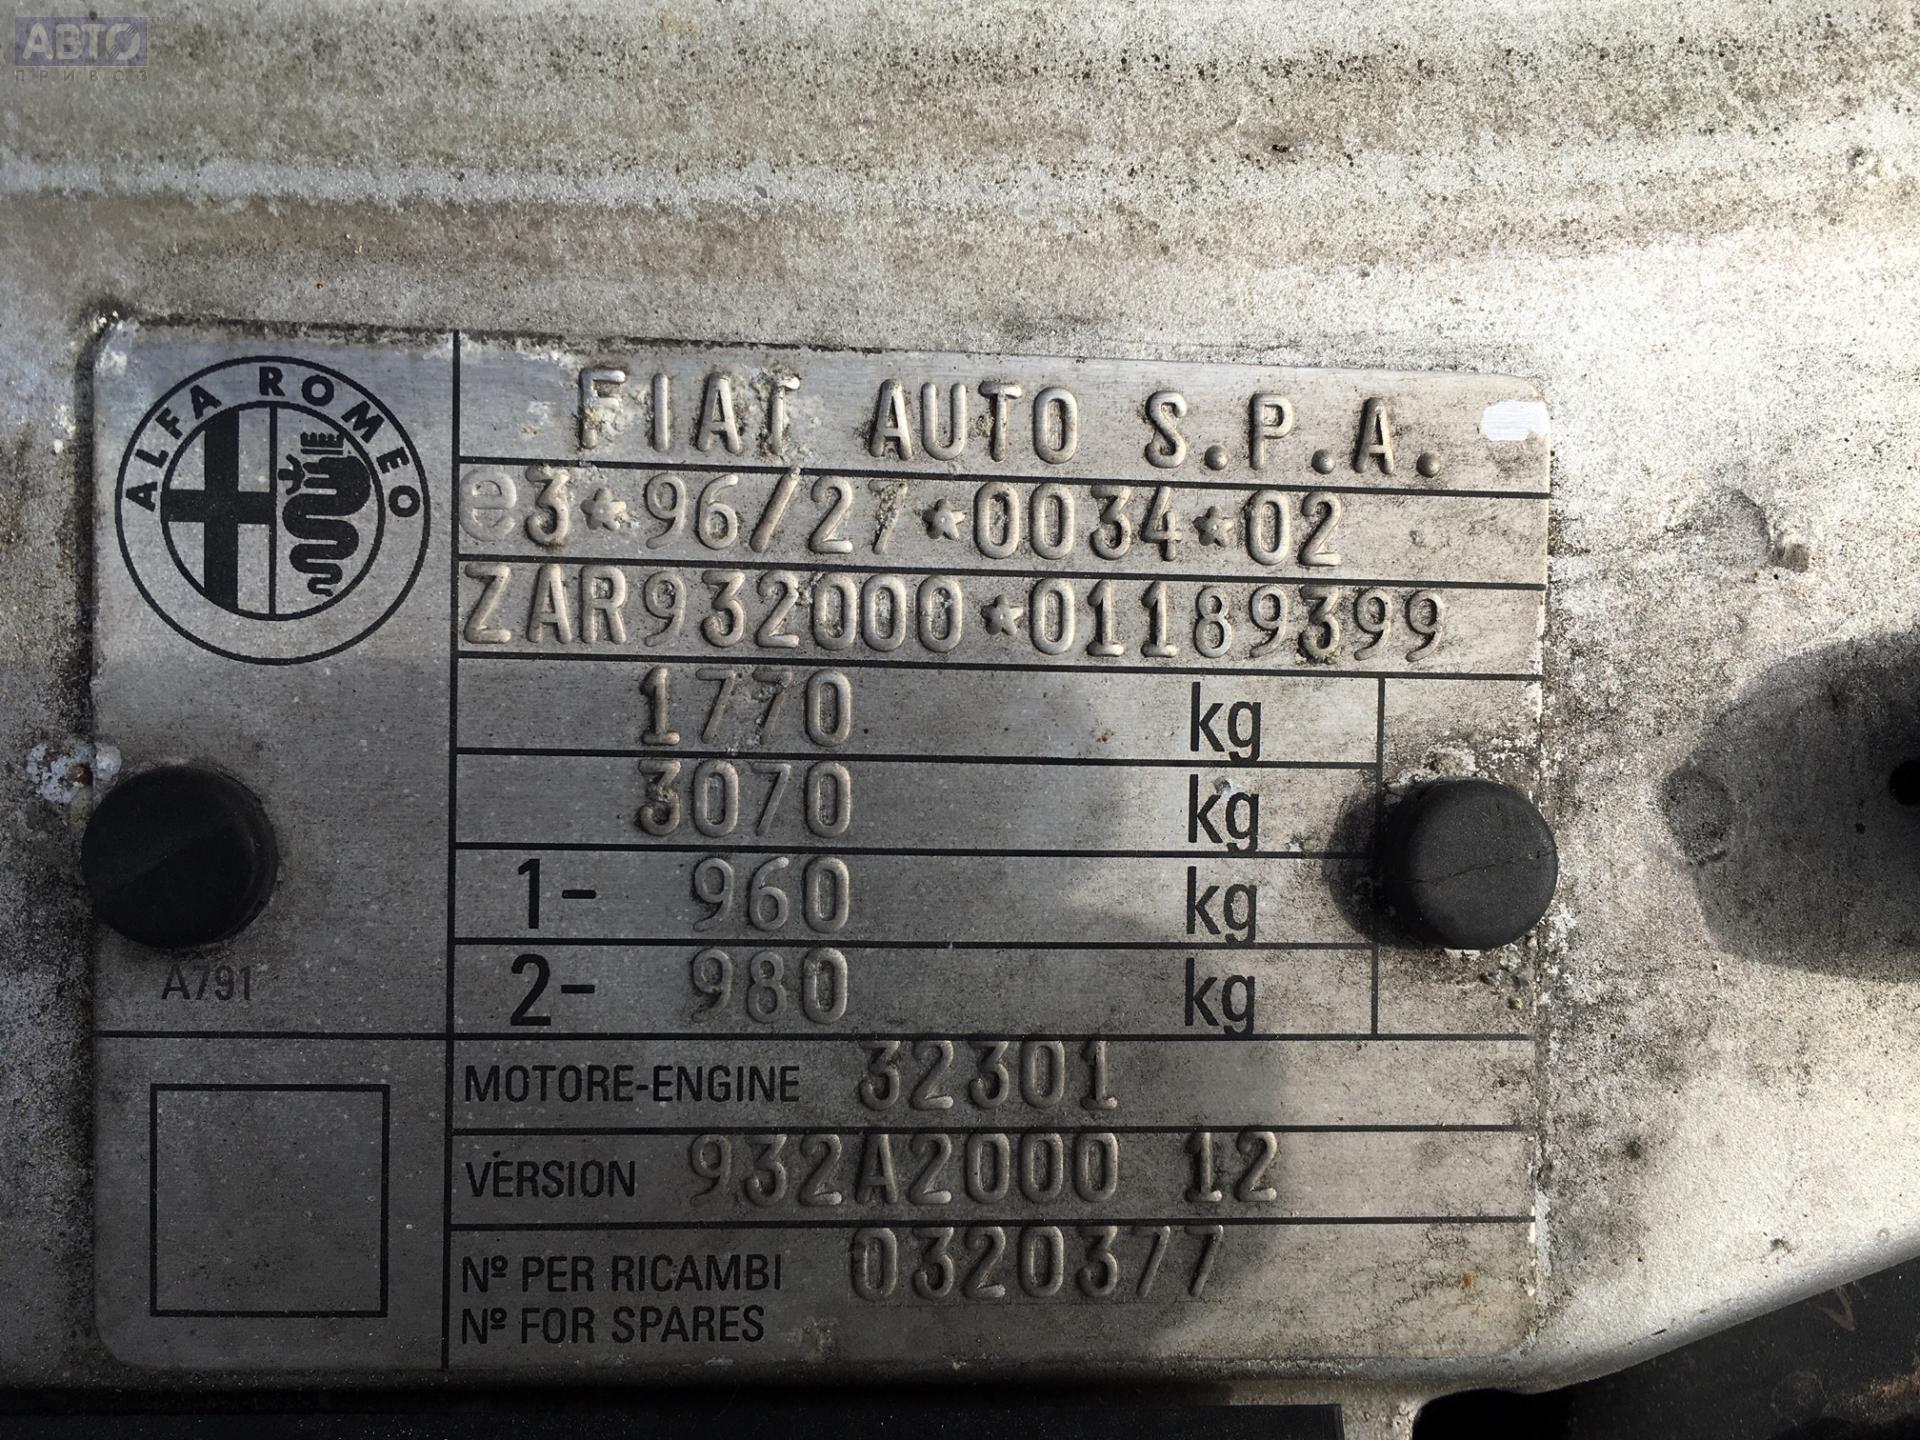 АВТО
ПРИВОЗ
ALFA ROMEO
FIAT AUTO S.P.A.
e3*96/27*0034*02
ZAR932000*01189399
1770 kg
3070 kg
1- 960 kg
2- 980 kg
A791
MOTORE-ENGINE 32301
VERSION 932A2000 12
Nº PER RICAMBI 0320377
Nº FOR SPARES